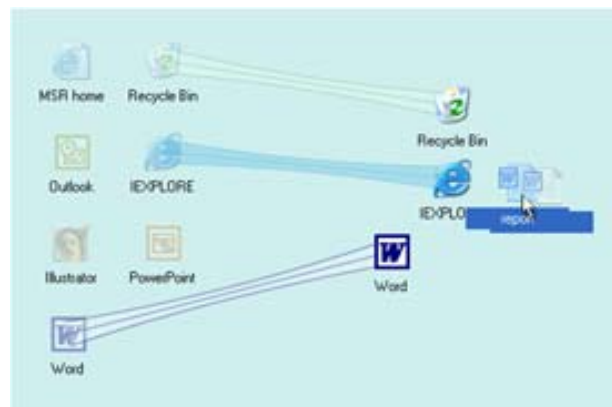 MSR home
Recycle Bin
Recycle Bin
Outlook
IEXPLORE
IEXPLO
report
Illustrator
PowerPoint
Word
Word